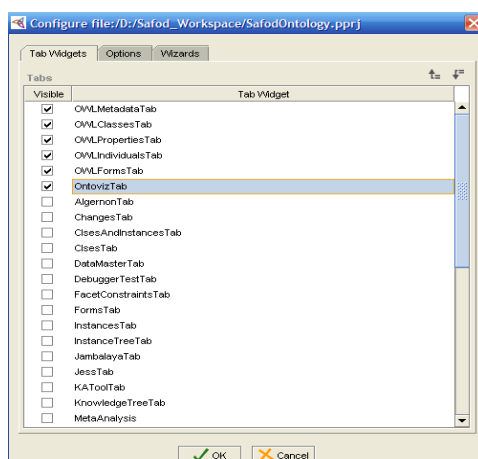 Configure file:/D:/Safod_Workspace/SafodOntology.pprj
Tab Widgets Options Wizards
Tabs
Visible Tab Widget
OWLMetadataTab
OWLClassesTab
OWLPropertiesTab
OWLIndividualsTab
OWLFormsTab
OntovizTab
AlgernonTab
ChangesTab
ClsesAndInstancesTab
ClsesTab
DataMasterTab
DebuggerTestTab
FacetConstraintsTab
FormsTab
InstancesTab
InstanceTreeTab
JambalayaTab
JessTab
KAToolTab
KnowledgeTreeTab
MetaAnalysis
OK Cancel